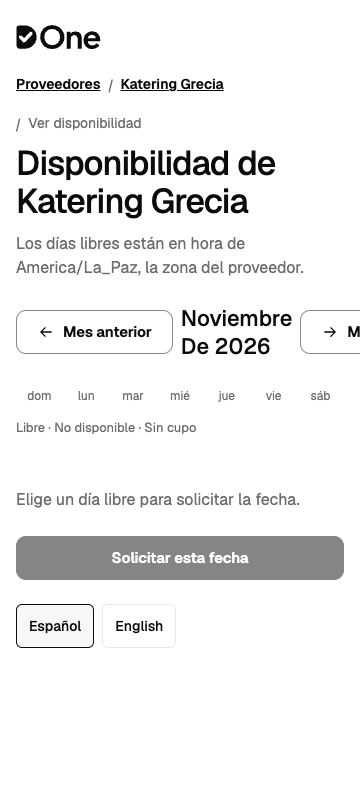 One
Proveedores / Katering Grecia
/ Ver disponibilidad
Disponibilidad de
Katering Grecia
Los días libres están en hora de
America/La_Paz, la zona del proveedor.
← Mes anterior
Noviembre
De 2026
→ M
dom lun mar mié jue vie sáb
Libre · No disponible · Sin cupo
Elige un día libre para solicitar la fecha.
Solicitar esta fecha
Español English